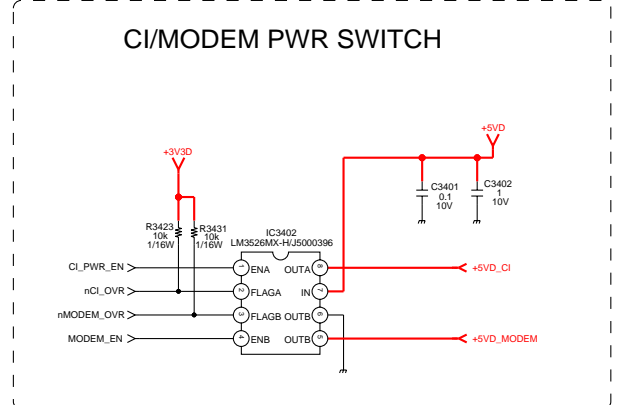 CI/MODEM PWR SWITCH
+5VD
+3V3D
C3401
0.1
10V
C3402
1
10V
R3423
10k
1/16W
R3431
10k
1/16W
IC3402
LM3526MX-H/J5000396
CI_PWR_EN 1 ENA OUTA 8 +5VD_CI
nCI_OVR 2 FLAGA IN 7
nMODEM_OVR 3 FLAGB OUTB 6
MODEM_EN 4 ENB OUTB 5 +5VD_MODEM